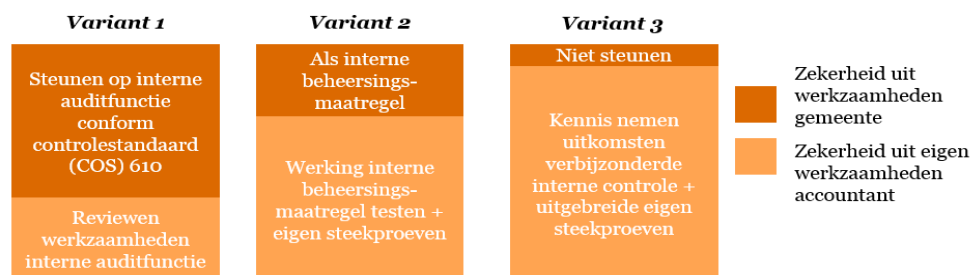 Variant 1
Steunen op interne
auditfunctie
conform
controlestandaard
(COS) 610
Reviewen
werkzaamheden
interne auditfunctie
Variant 2
Als interne
beheersings-
maatregel
Werking interne
beheersings-
maatregel testen +
eigen steekproeven
Variant 3
Niet steunen
Kennis nemen
uitkomsten
verbijzonderde
interne controle +
uitgebreide eigen
steekproeven
Zekerheid uit
werkzaamheden
gemeente
Zekerheid uit eigen
werkzaamheden
accountant